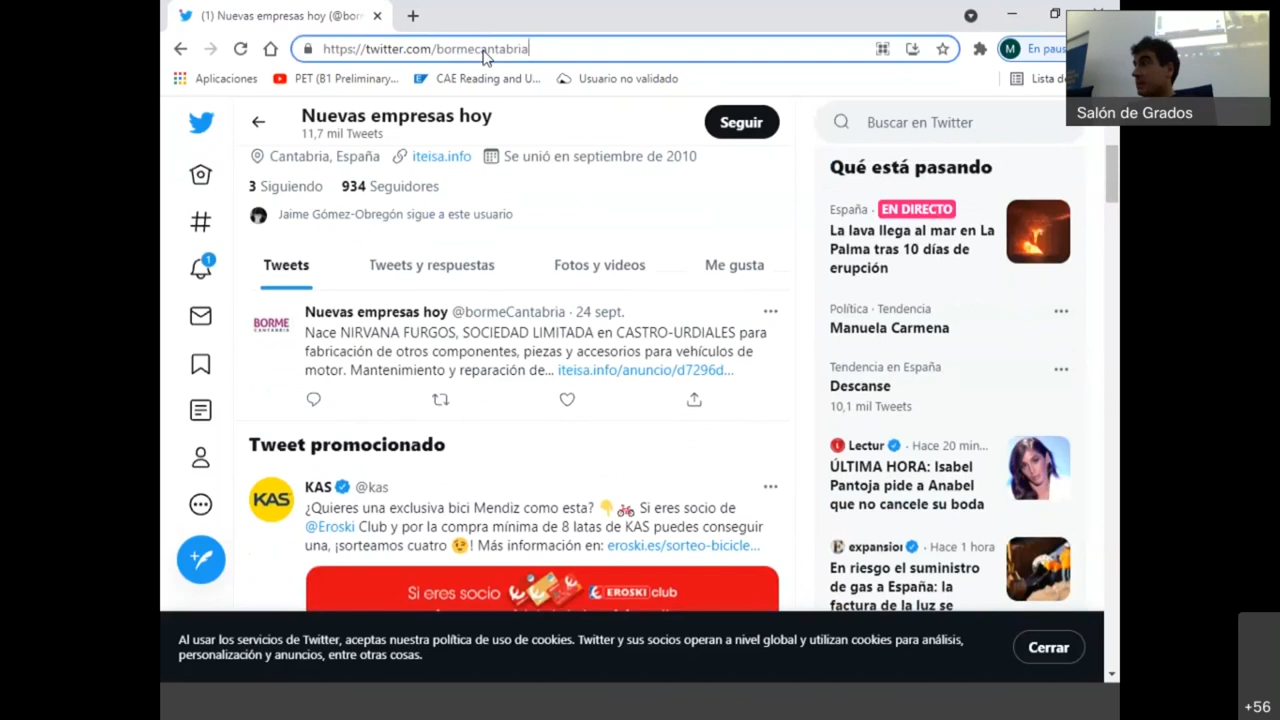 (1) Nuevas empresas hoy (@borm
https://twitter.com/bormecantabria
M En paus
Aplicaciones
PET (B1 Preliminary...
CAE Reading and U...
Usuario no validado
Lista de
Salón de Grados
Nuevas empresas hoy
11,7 mil Tweets
Seguir
Buscar en Twitter
Cantabria, España iteisa.info Se unió en septiembre de 2010
3 Siguiendo 934 Seguidores
Jaime Gómez-Obregón sigue a este usuario
Tweets Tweets y respuestas Fotos y videos Me gusta
BORME
CANTABRIA
Nuevas empresas hoy @bormeCantabria · 24 sept.
Nace NIRVANA FURGOS, SOCIEDAD LIMITADA en CASTRO-URDIALES para
fabricación de otros componentes, piezas y accesorios para vehículos de
motor. Mantenimiento y reparación de... iteisa.info/anuncio/d7296d...
Tweet promocionado
KAS
KAS @kas
¿Quieres una exclusiva bici Mendiz como esta? 👇🚲 Si eres socio de
@Eroski Club y por la compra mínima de 8 latas de KAS puedes conseguir
una, ¡sorteamos cuatro 😉! Más información en: eroski.es/sorteo-bicicle...
Si eres socio EROSKI club
1
Qué está pasando
España · EN DIRECTO
La lava llega al mar en La
Palma tras 10 días de
erupción
Política · Tendencia
Manuela Carmena
Tendencia en España
Descanse
10,1 mil Tweets
Lectur · Hace 20 min...
ÚLTIMA HORA: Isabel
Pantoja pide a Anabel
que no cancele su boda
expansion · Hace 1 hora
En riesgo el suministro
de gas a España: la
factura de la luz se
Al usar los servicios de Twitter, aceptas nuestra política de uso de cookies. Twitter y sus socios operan a nivel global y utilizan cookies para análisis,
personalización y anuncios, entre otras cosas.
Cerrar
+56